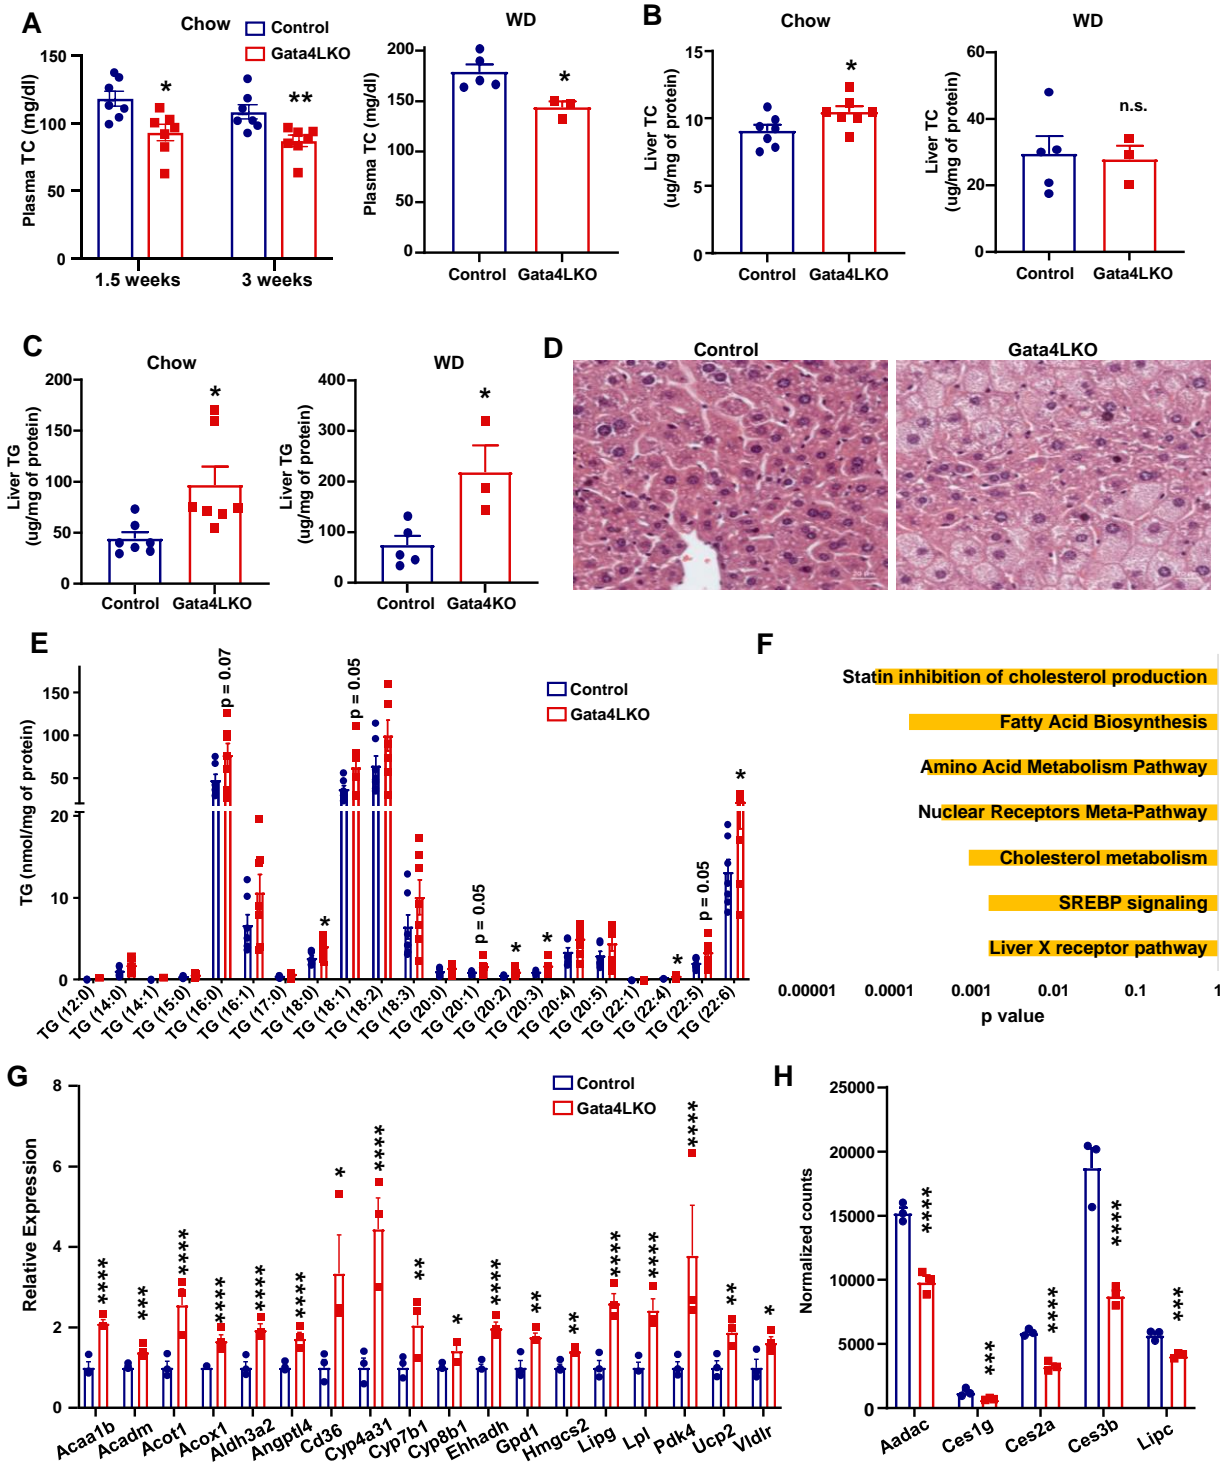 A
Chow
Control
Gata4LKO
Plasma TC (mg/dl)
150
100
50
0
*
**
1.5 weeks
3 weeks
WD
Plasma TC (mg/dl)
200
150
100
50
0
*
Control
Gata4LKO
B
Chow
Liver TC
(ug/mg of protein)
15
10
5
0
*
Control
Gata4LKO
WD
Liver TC
(ug/mg of protein)
60
40
20
0
n.s.
Control
Gata4LKO
C
Chow
Liver TG
(ug/mg of protein)
200
150
100
50
0
*
Control
Gata4LKO
WD
Liver TG
(ug/mg of protein)
400
300
200
100
0
*
Control
Gata4KO
D
Control
Gata4LKO
E
TG (nmol/mg of protein)
150
100
50
20
10
0
Control
Gata4LKO
p = 0.07
*
p = 0.05
p = 0.05
*
*
*
p = 0.05
*
TG (12:0)
TG (14:0)
TG (14:1)
TG (15:0)
TG (16:0)
TG (16:1)
TG (17:0)
TG (18:0)
TG (18:1)
TG (18:2)
TG (18:3)
TG (20:0)
TG (20:1)
TG (20:2)
TG (20:3)
TG (20:4)
TG (20:5)
TG (22:1)
TG (22:4)
TG (22:5)
TG (22:6)
F
Statin inhibition of cholesterol production
Fatty Acid Biosynthesis
Amino Acid Metabolism Pathway
Nuclear Receptors Meta-Pathway
Cholesterol metabolism
SREBP signaling
Liver X receptor pathway
0.00001 0.0001 0.001 0.01 0.1 1
p value
G
Relative Expression
8
6
4
2
0
Control
Gata4LKO
****
***
****
****
****
****
*
****
**
*
****
**
**
****
****
****
**
*
Acaa1b
Acadm
Acot1
Acox1
Aldh3a2
Angptl4
Cd36
Cyp4a31
Cyp7b1
Cyp8b1
Ehhadh
Gpd1
Hmgcs2
Lipg
Lpl
Pdk4
Ucp2
Vldlr
H
Normalized counts
25000
20000
15000
10000
5000
0
****
***
****
****
***
Aadac
Ces1g
Ces2a
Ces3b
Lipc